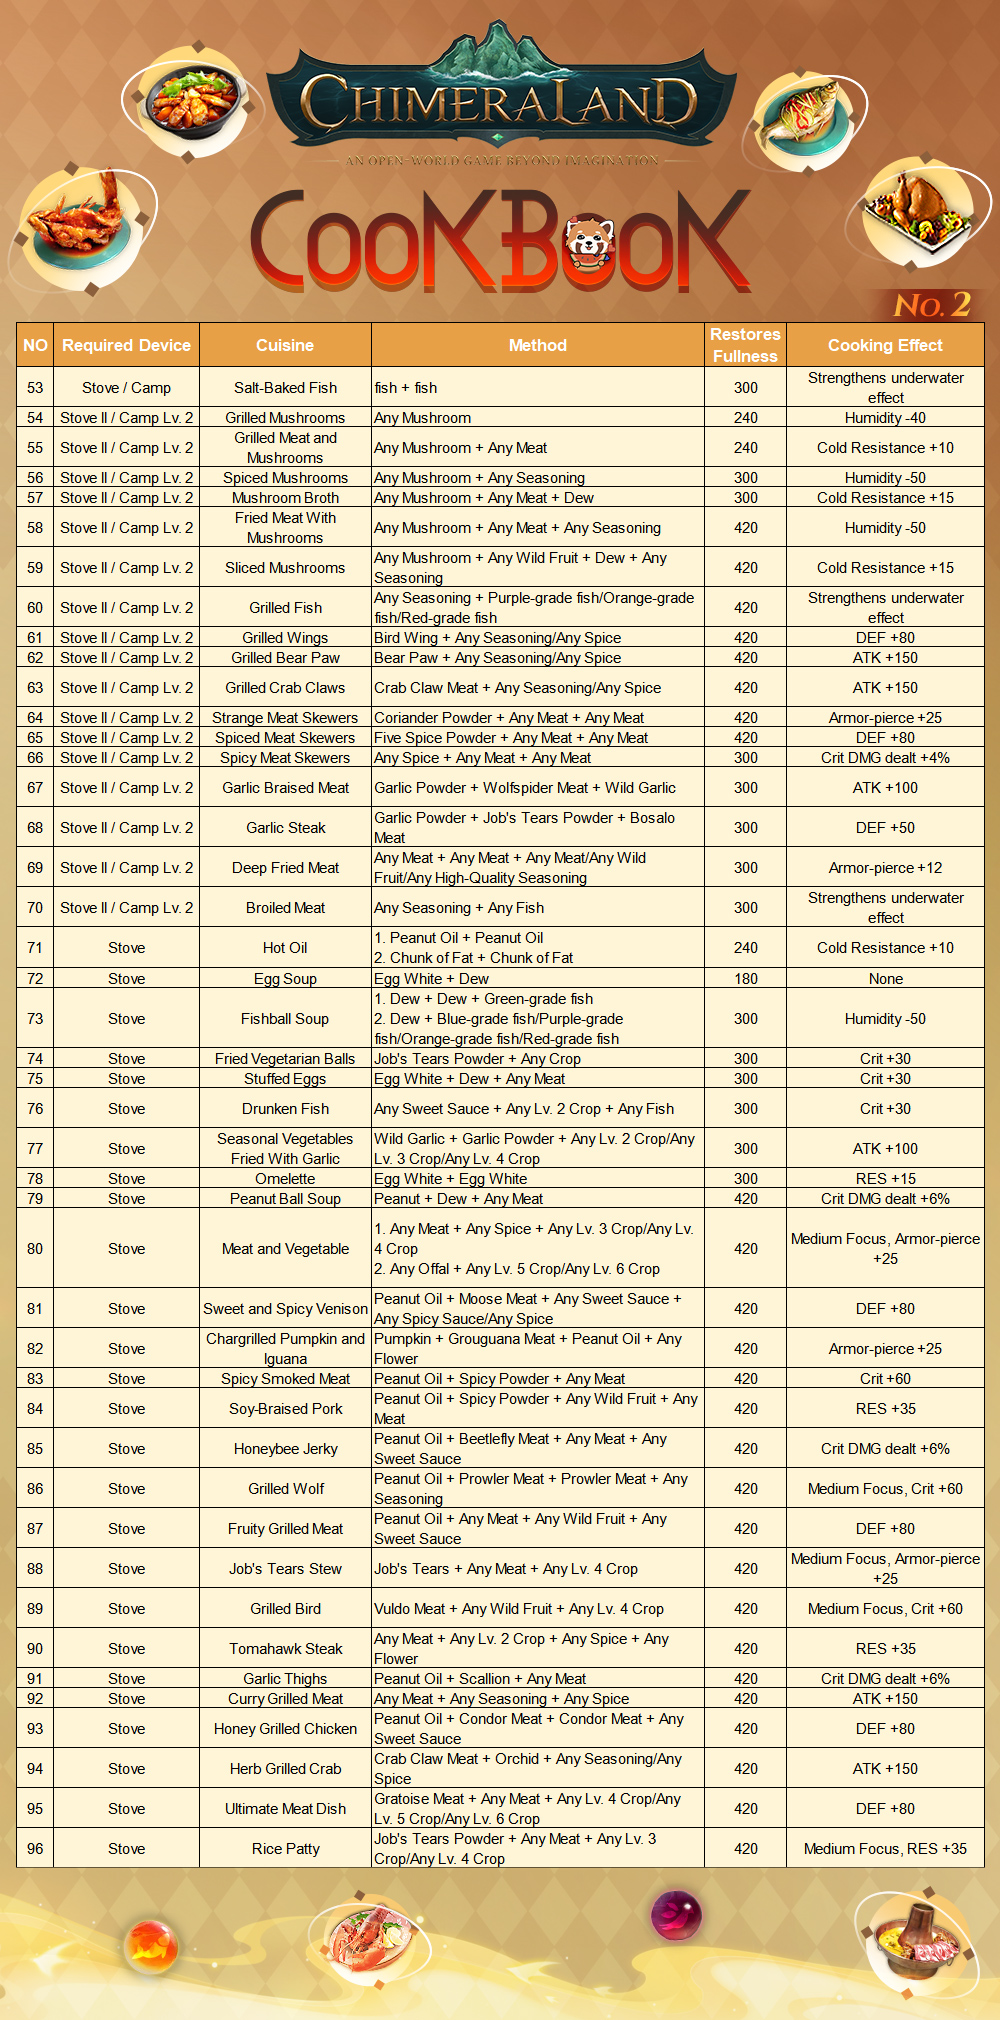 CHIMERALAND
AN OPEN-WORLD GAME BEYOND IMAGINATION
COOKBOOK
No. 2
NO Required Device Cuisine Method Restores Fullness Cooking Effect
53 Stove / Camp Salt-Baked Fish fish + fish 300 Strengthens underwater effect
54 Stove II / Camp Lv. 2 Grilled Mushrooms Any Mushroom 240 Humidity -40
55 Stove II / Camp Lv. 2 Grilled Meat and Mushrooms Any Mushroom + Any Meat 240 Cold Resistance +10
56 Stove II / Camp Lv. 2 Spiced Mushrooms Any Mushroom + Any Seasoning 300 Humidity -50
57 Stove II / Camp Lv. 2 Mushroom Broth Any Mushroom + Any Meat + Dew 300 Cold Resistance +15
58 Stove II / Camp Lv. 2 Fried Meat With Mushrooms Any Mushroom + Any Meat + Any Seasoning 420 Humidity -50
59 Stove II / Camp Lv. 2 Sliced Mushrooms Any Mushroom + Any Wild Fruit + Dew + Any Seasoning 420 Cold Resistance +15
60 Stove II / Camp Lv. 2 Grilled Fish Any Seasoning + Purple-grade fish/Orange-grade fish/Red-grade fish 420 Strengthens underwater effect
61 Stove II / Camp Lv. 2 Grilled Wings Bird Wing + Any Seasoning/Any Spice 420 DEF +80
62 Stove II / Camp Lv. 2 Grilled Bear Paw Bear Paw + Any Seasoning/Any Spice 420 ATK +150
63 Stove II / Camp Lv. 2 Grilled Crab Claws Crab Claw Meat + Any Seasoning/Any Spice 420 ATK +150
64 Stove II / Camp Lv. 2 Strange Meat Skewers Coriander Powder + Any Meat + Any Meat 420 Armor-pierce +25
65 Stove II / Camp Lv. 2 Spiced Meat Skewers Five Spice Powder + Any Meat + Any Meat 420 DEF +80
66 Stove II / Camp Lv. 2 Spicy Meat Skewers Any Spice + Any Meat + Any Meat 300 Crit DMG dealt +4%
67 Stove II / Camp Lv. 2 Garlic Braised Meat Garlic Powder + Wolfspider Meat + Wild Garlic 300 ATK +100
68 Stove II / Camp Lv. 2 Garlic Steak Garlic Powder + Job's Tears Powder + Bosalo Meat 300 DEF +50
69 Stove II / Camp Lv. 2 Deep Fried Meat Any Meat + Any Meat + Any Meat/Any Wild Fruit/Any High-Quality Seasoning 300 Armor-pierce +12
70 Stove II / Camp Lv. 2 Broiled Meat Any Seasoning + Any Fish 300 Strengthens underwater effect
71 Stove Hot Oil 1. Peanut Oil + Peanut Oil 2. Chunk of Fat + Chunk of Fat 240 Cold Resistance +10
72 Stove Egg Soup Egg White + Dew 180 None
73 Stove Fishball Soup 1. Dew + Dew + Green-grade fish 2. Dew + Blue-grade fish/Purple-grade fish/Orange-grade fish/Red-grade fish 300 Humidity -50
74 Stove Fried Vegetarian Balls Job's Tears Powder + Any Crop 300 Crit +30
75 Stove Stuffed Eggs Egg White + Dew + Any Meat 300 Crit +30
76 Stove Drunken Fish Any Sweet Sauce + Any Lv. 2 Crop + Any Fish 300 Crit +30
77 Stove Seasonal Vegetables Fried With Garlic Wild Garlic + Garlic Powder + Any Lv. 2 Crop/Any Lv. 3 Crop/Any Lv. 4 Crop 300 ATK +100
78 Stove Omelette Egg White + Egg White 300 RES +15
79 Stove Peanut Ball Soup Peanut + Dew + Any Meat 420 Crit DMG dealt +6%
80 Stove Meat and Vegetable 1. Any Meat + Any Spice + Any Lv. 3 Crop/Any Lv. 4 Crop 2. Any Offal + Any Lv. 5 Crop/Any Lv. 6 Crop 420 Medium Focus, Armor-pierce +25
81 Stove Sweet and Spicy Venison Peanut Oil + Moose Meat + Any Sweet Sauce + Any Spicy Sauce/Any Spice 420 DEF +80
82 Stove Chargrilled Pumpkin and Iguana Pumpkin + Grouguana Meat + Peanut Oil + Any Flower 420 Armor-pierce +25
83 Stove Spicy Smoked Meat Peanut Oil + Spicy Powder + Any Meat 420 Crit +60
84 Stove Soy-Braised Pork Peanut Oil + Spicy Powder + Any Wild Fruit + Any Meat 420 RES +35
85 Stove Honeybee Jerky Peanut Oil + Beetlefly Meat + Any Meat + Any Sweet Sauce 420 Crit DMG dealt +6%
86 Stove Grilled Wolf Peanut Oil + Prowler Meat + Prowler Meat + Any Seasoning 420 Medium Focus, Crit +60
87 Stove Fruity Grilled Meat Peanut Oil + Any Meat + Any Wild Fruit + Any Sweet Sauce 420 DEF +80
88 Stove Job's Tears Stew Job's Tears + Any Meat + Any Lv. 4 Crop 420 Medium Focus, Armor-pierce +25
89 Stove Grilled Bird Vuldo Meat + Any Wild Fruit + Any Lv. 4 Crop 420 Medium Focus, Crit +60
90 Stove Tomahawk Steak Any Meat + Any Lv. 2 Crop + Any Spice + Any Flower 420 RES +35
91 Stove Garlic Thighs Peanut Oil + Scallion + Any Meat 420 Crit DMG dealt +6%
92 Stove Curry Grilled Meat Any Meat + Any Seasoning + Any Spice 420 ATK +150
93 Stove Honey Grilled Chicken Peanut Oil + Condor Meat + Condor Meat + Any Sweet Sauce 420 DEF +80
94 Stove Herb Grilled Crab Crab Claw Meat + Orchid + Any Seasoning/Any Spice 420 ATK +150
95 Stove Ultimate Meat Dish Gratoise Meat + Any Meat + Any Lv. 4 Crop/Any Lv. 5 Crop/Any Lv. 6 Crop 420 DEF +80
96 Stove Rice Patty Job's Tears Powder + Any Meat + Any Lv. 3 Crop/Any Lv. 4 Crop 420 Medium Focus, RES +35